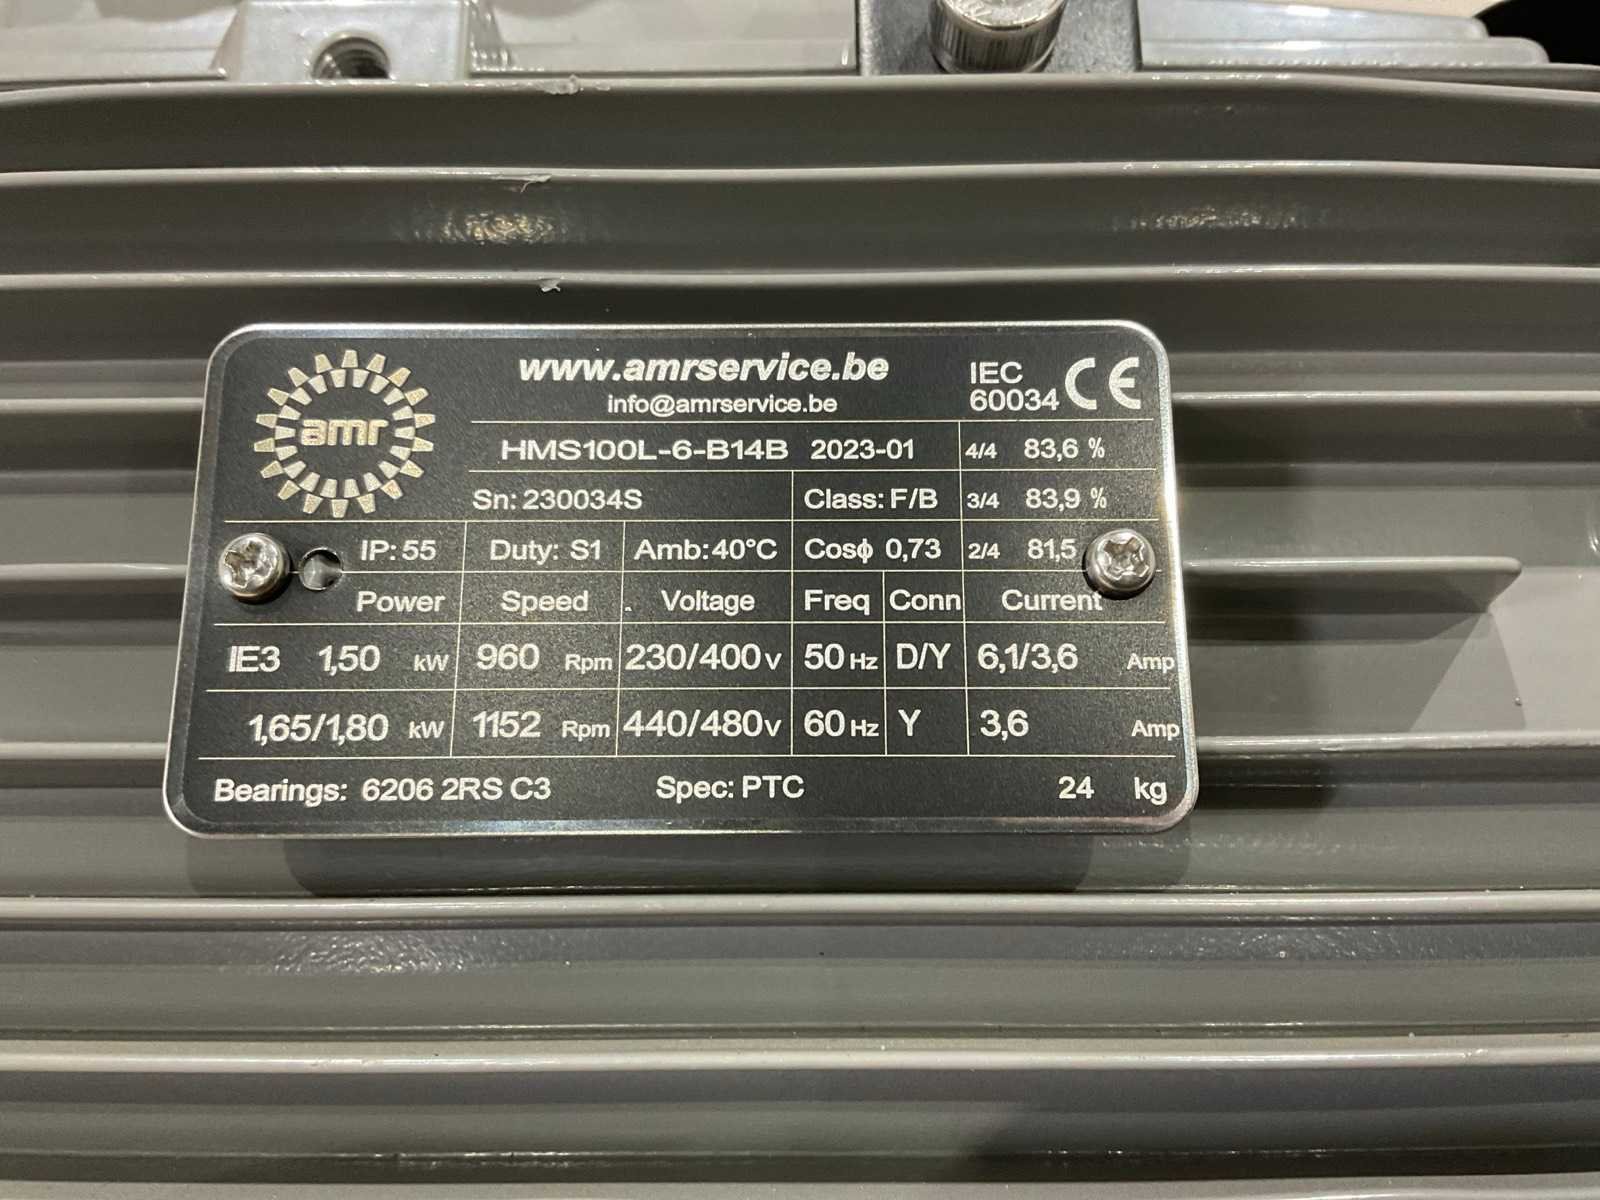 www.amrservice.be
info@amrservice.be
IEC
60034 CE
amr
HMS100L-6-B14B 2023-01 4/4 83,6 %
Sn: 230034S Class: F/B 3/4 83,9 %
IP: 55 Duty: S1 Amb: 40°C Cosϕ 0,73 2/4 81,5
Power Speed Voltage Freq Conn Current
IE3 1,50 kW 960 Rpm 230/400V 50 Hz D/Y 6,1/3,6 Amp
1,65/1,80 kW 1152 Rpm 440/480V 60 Hz Y 3,6 Amp
Bearings: 6206 2RS C3 Spec: PTC 24 kg